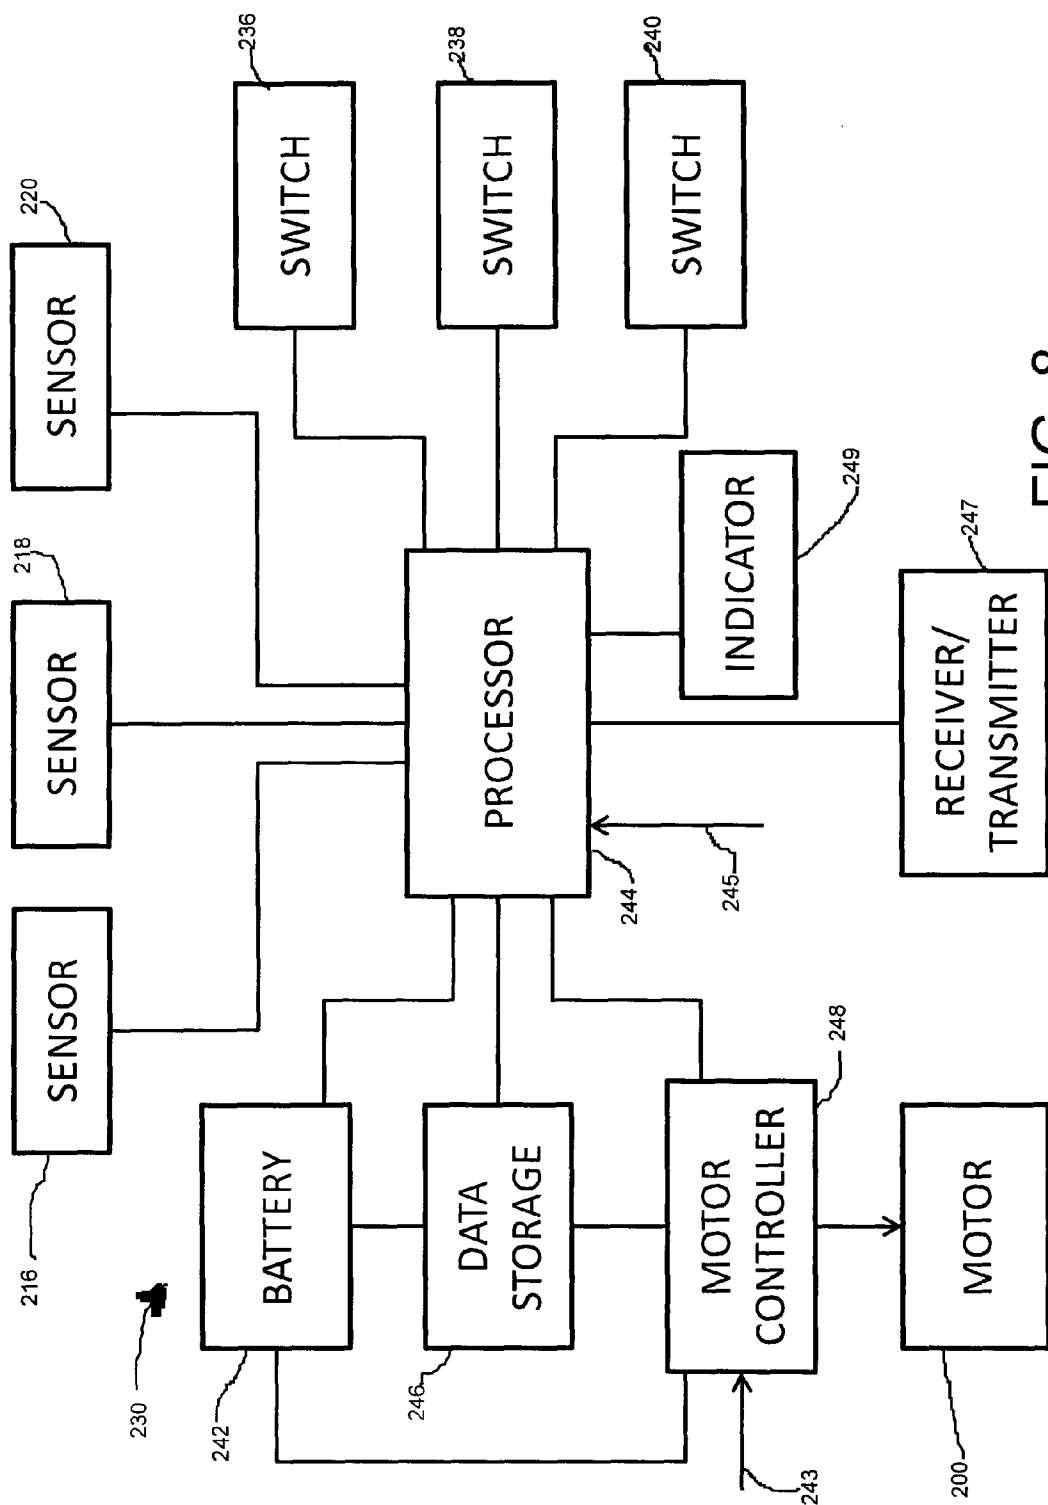 236
238
240
220
SWITCH
SWITCH
SWITCH
SENSOR
218
SENSOR
PROCESSOR
INDICATOR
249
247
FIG. 8
RECEIVER/
TRANSMITTER
244
245
SENSOR
216
230
BATTERY
242
DATA
STORAGE
246
MOTOR
CONTROLLER
248
243
MOTOR
200